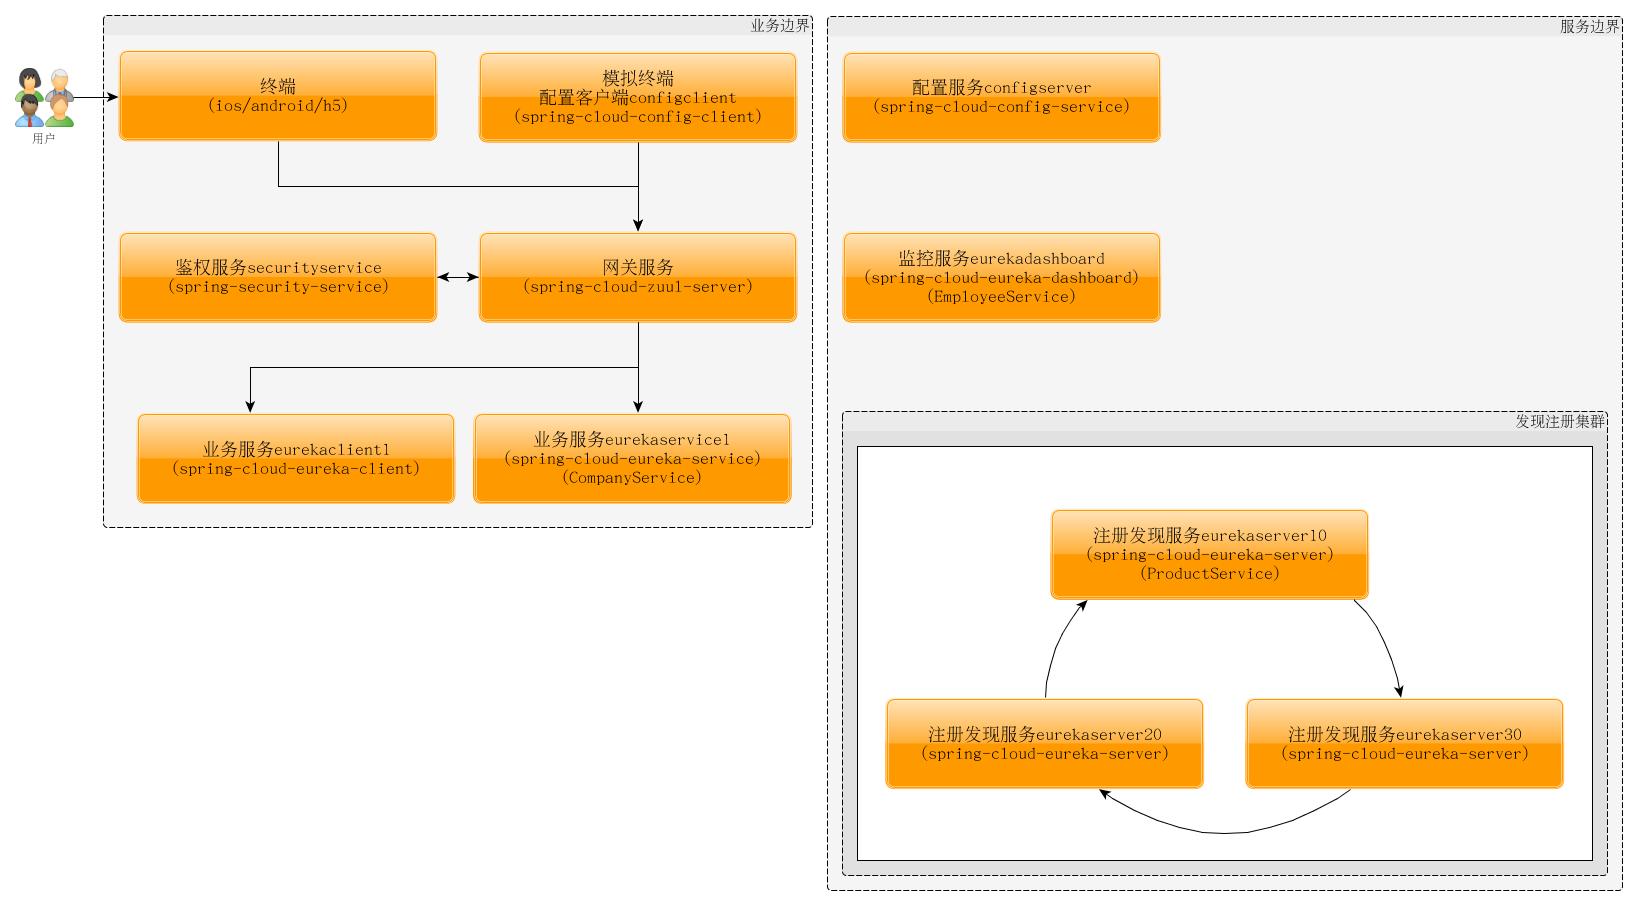 业务边界
服务边界
用户
终端
(ios/android/h5)
模拟终端
配置客户端configclient
(spring-cloud-config-client)
配置服务configserver
(spring-cloud-config-service)
鉴权服务securityservice
(spring-security-service)
网关服务
(spring-cloud-zuul-server)
监控服务eurekadashboard
(spring-cloud-eureka-dashboard)
(EmployeeService)
业务服务eurekaclient1
(spring-cloud-eureka-client)
业务服务eurekaservice1
(spring-cloud-eureka-service)
(CompanyService)
发现注册集群
注册发现服务eurekaserver10
(spring-cloud-eureka-server)
(ProductService)
注册发现服务eurekaserver20
(spring-cloud-eureka-server)
注册发现服务eurekaserver30
(spring-cloud-eureka-server)